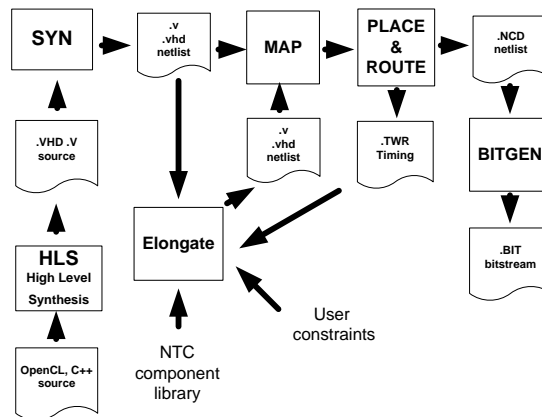 SYN
.v
.vhd
netlist
MAP
PLACE
&
ROUTE
.NCD
netlist
.VHD .V
source
.v
.vhd
netlist
.TWR
Timing
BITGEN
HLS
High Level
Synthesis
Elongate
.BIT
bitstream
OpenCL, C++
source
NTC
component
library
User
constraints